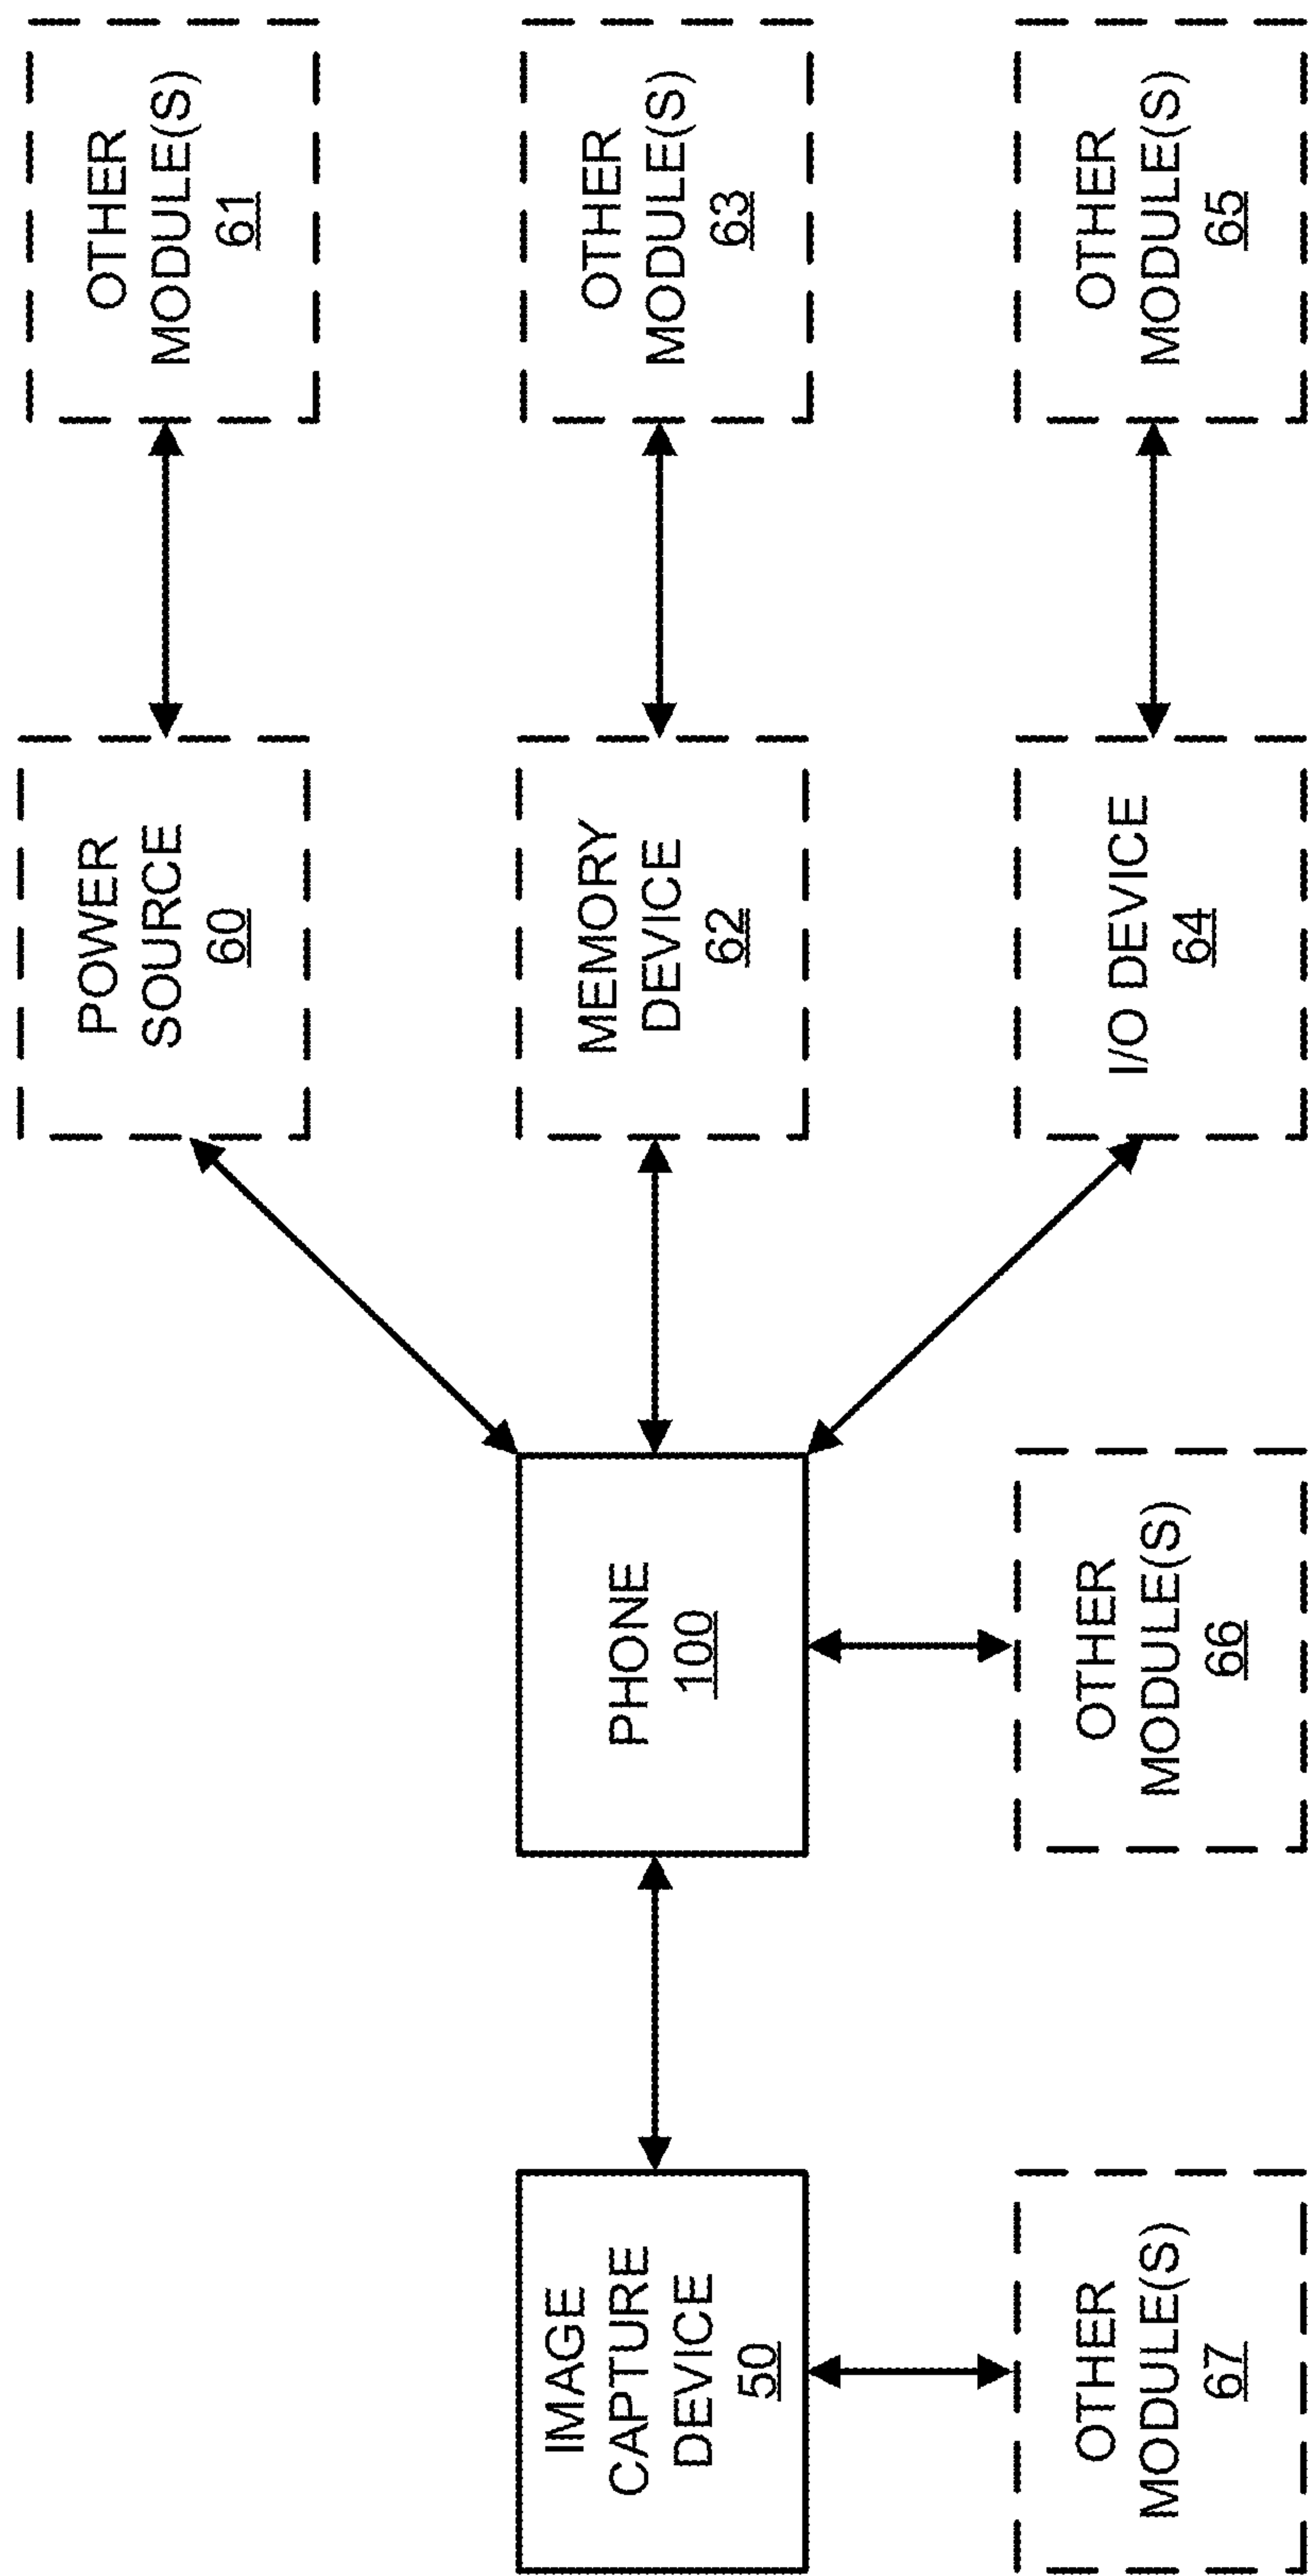 IMAGE
CAPTURE
DEVICE
50
OTHER
MODULE(S)
67
PHONE
100
OTHER
MODULE(S)
66
POWER
SOURCE
60
MEMORY
DEVICE
62
I/O DEVICE
64
OTHER
MODULE(S)
61
OTHER
MODULE(S)
63
OTHER
MODULE(S)
65